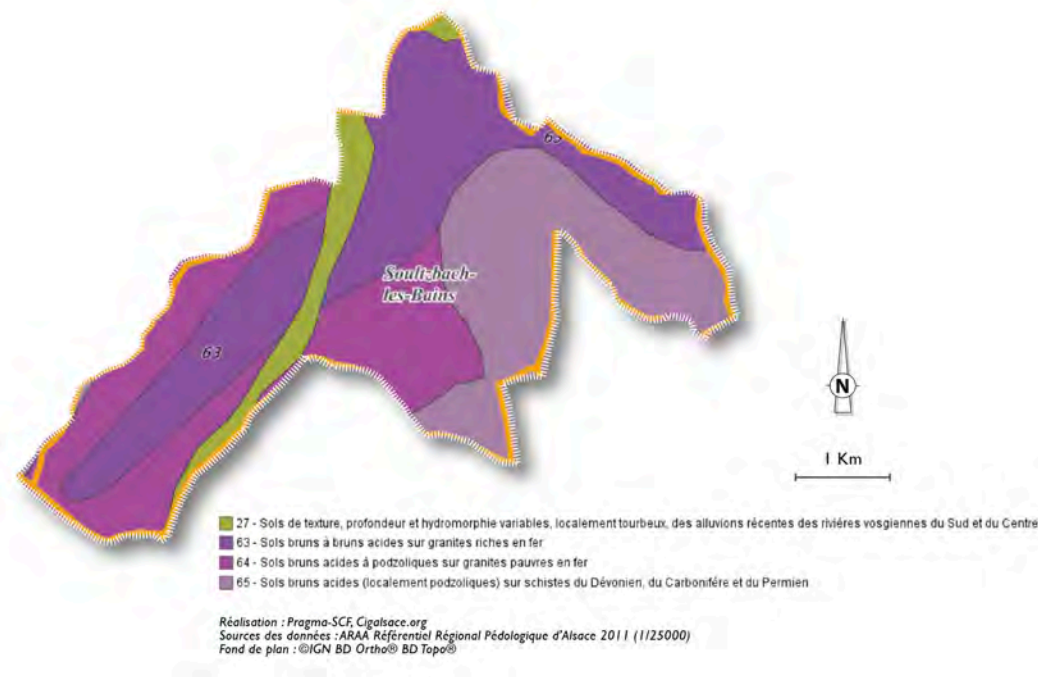 65
Soultzbach-
les-Bains
63
N
1 Km
27 - Sols de texture, profondeur et hydromorphie variables, localement tourbeux, des alluvions récentes des riviéres vosgiennes du Sud et du Centre
63 - Sols bruns à bruns acides sur granites riches en fer
64 - Sols bruns acides à podzoliques sur granites pauvres en fer
65 - Sols bruns acides (localement podzoliques) sur schistes du Dévonien, du Carbonifére et du Permien
Réalisation : Pragma-SCF, Cigalsace.org
Sources des données : ARAA Référentiel Régional Pédologique d'Alsace 2011 (1/25000)
Fond de plan : ©IGN BD Ortho® BD Topo®